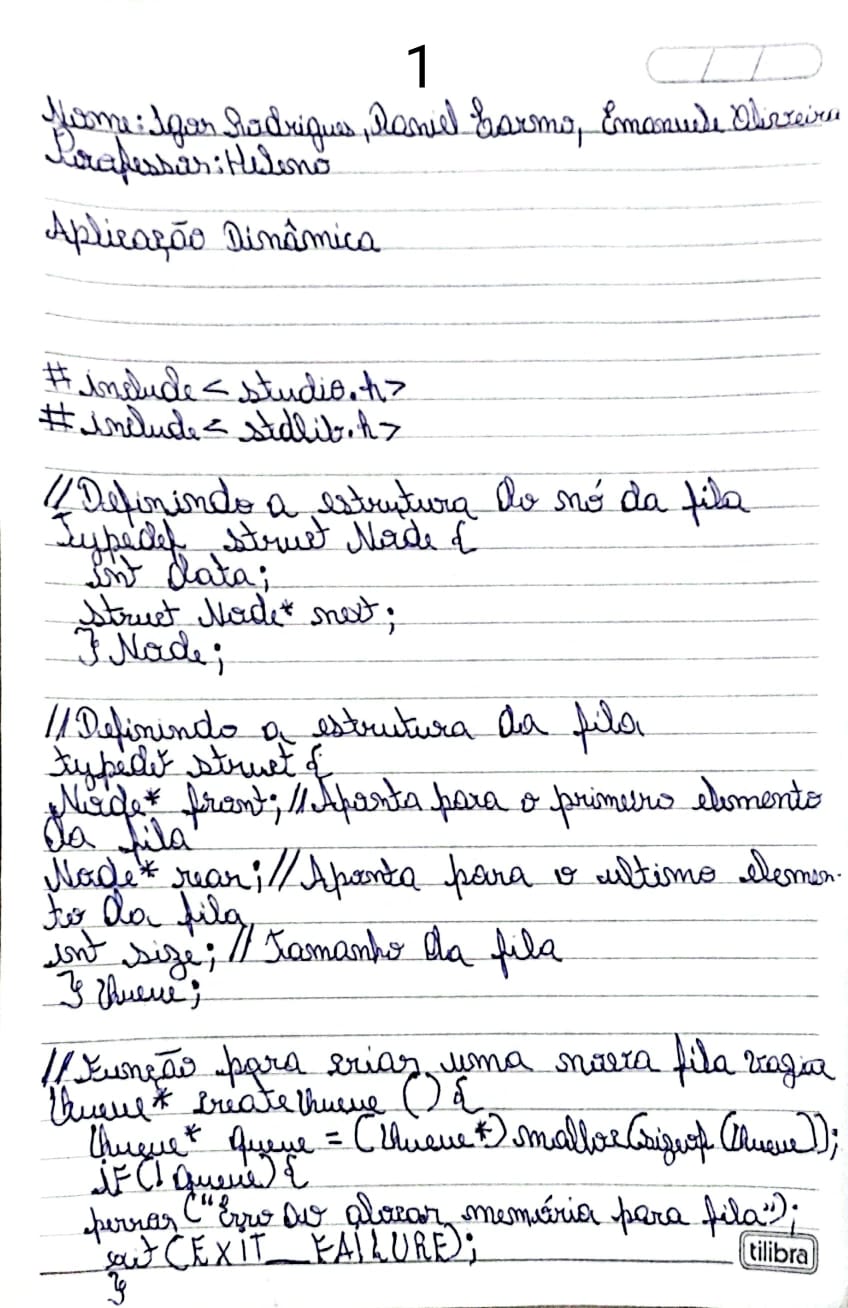 1
Nome: Igor Rodrigues, Daniel Carmo, Emanuele Oliveira
Professor: Heleno
Aplicação Dinâmica
# include < studio.h>
# include < stdlib.h>
// Definindo a estrutura do nó da fila
Typedef struct Node {
int data;
struct Node* next;
} Node;
// Definindo a estrutura da fila
typedef struct {
Node* front; // Aponta para o primeiro elemento
da fila
Node* rear; // Aponta para o ultimo elemen-
to da fila
int size; // Tamanho da fila
} Queue;
// Função para criar uma nova fila vazia
Queue* createQueue () {
Queue* queue = (Queue*) malloc(sizeof (Queue));
if (! queue) {
perror ("Erro ao alocar memória para fila");
exit (EXIT_FAILURE);
}
tilibra